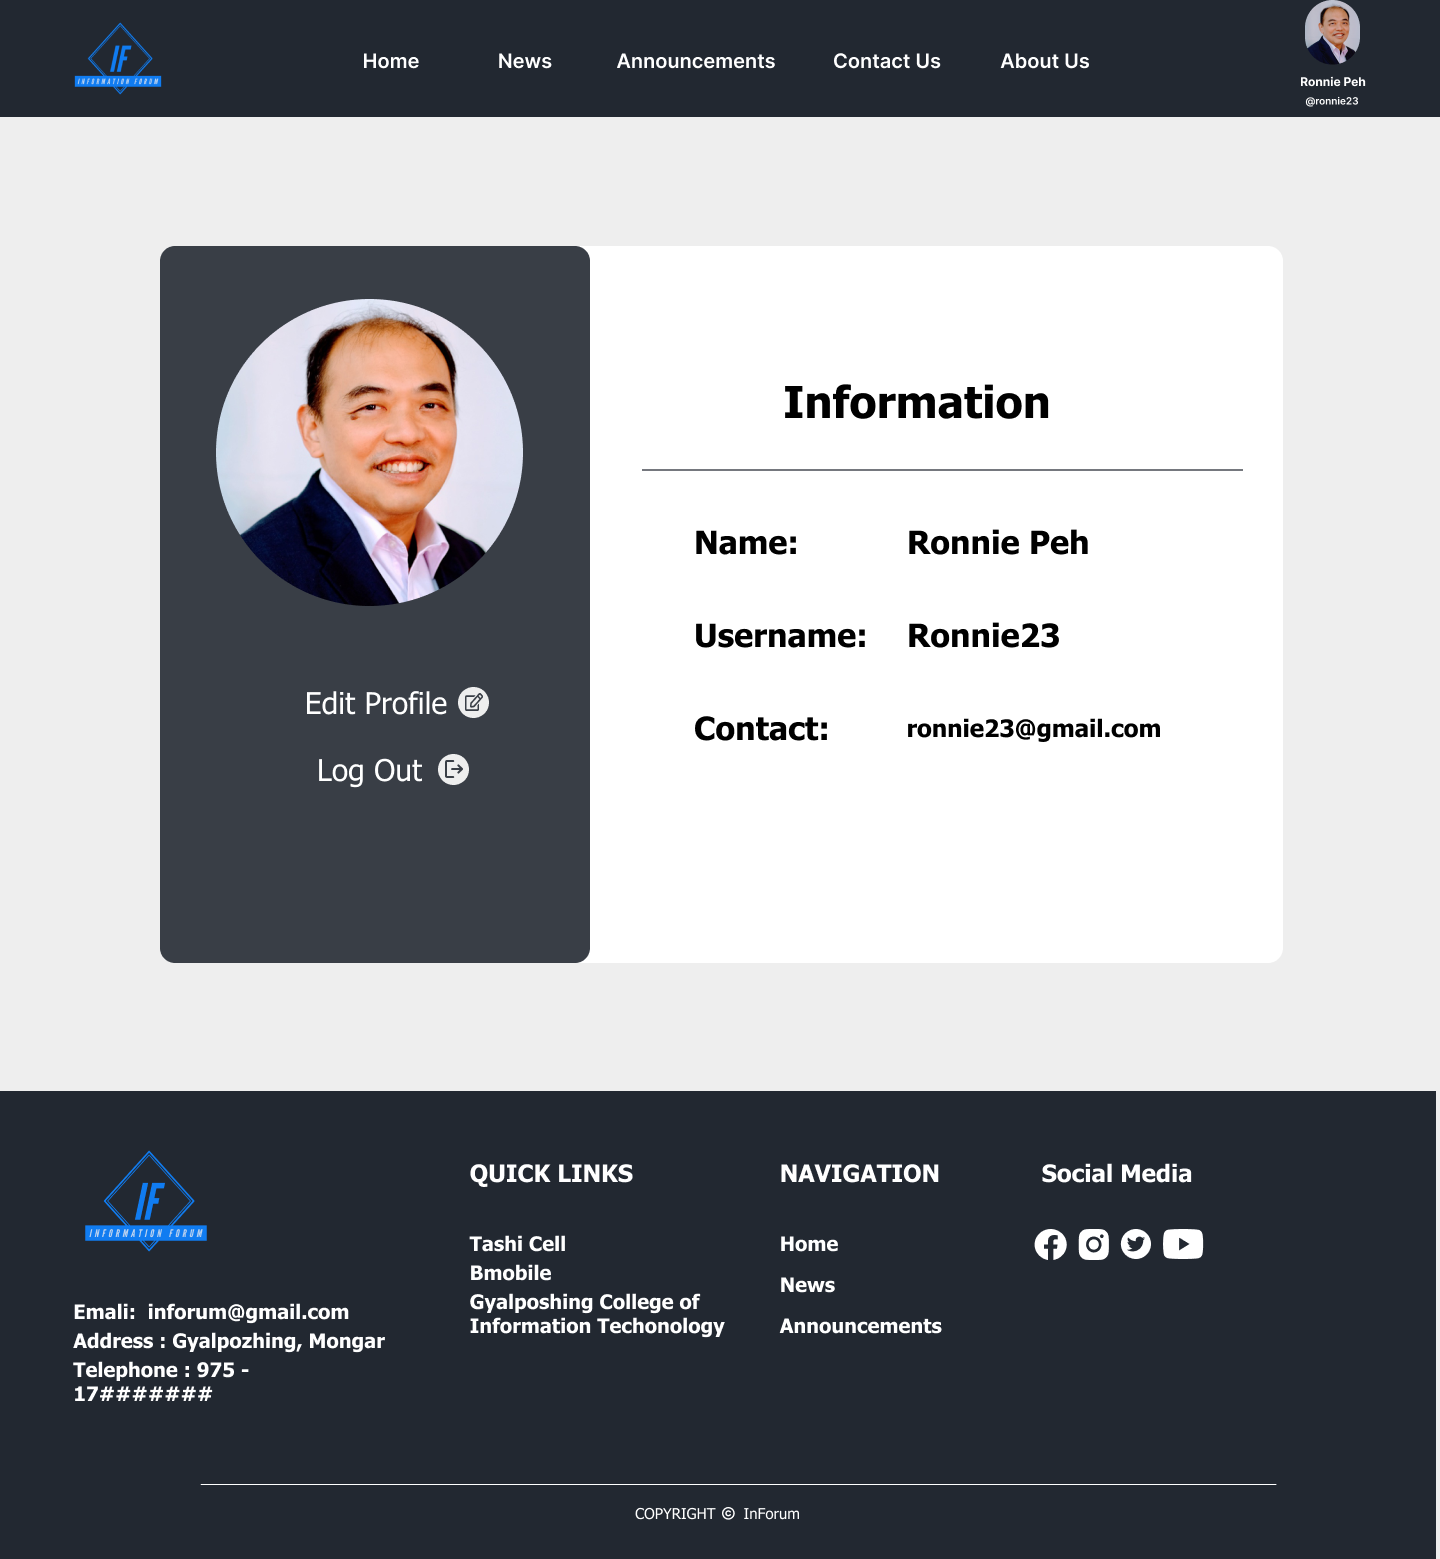 IF
INFORMATION FORUM
Home
News
Announcements
Contact Us
About Us
Ronnie Peh
@ronnie23
Edit Profile
Log Out
Information
Name: Ronnie Peh
Username: Ronnie23
Contact: ronnie23@gmail.com
IF
INFORMATION FORUM
Emali: inforum@gmail.com
Address : Gyalpozhing, Mongar
Telephone : 975 -
17#######
QUICK LINKS
Tashi Cell
Bmobile
Gyalposhing College of
Information Techonology
NAVIGATION
Home
News
Announcements
Social Media
COPYRIGHT © InForum